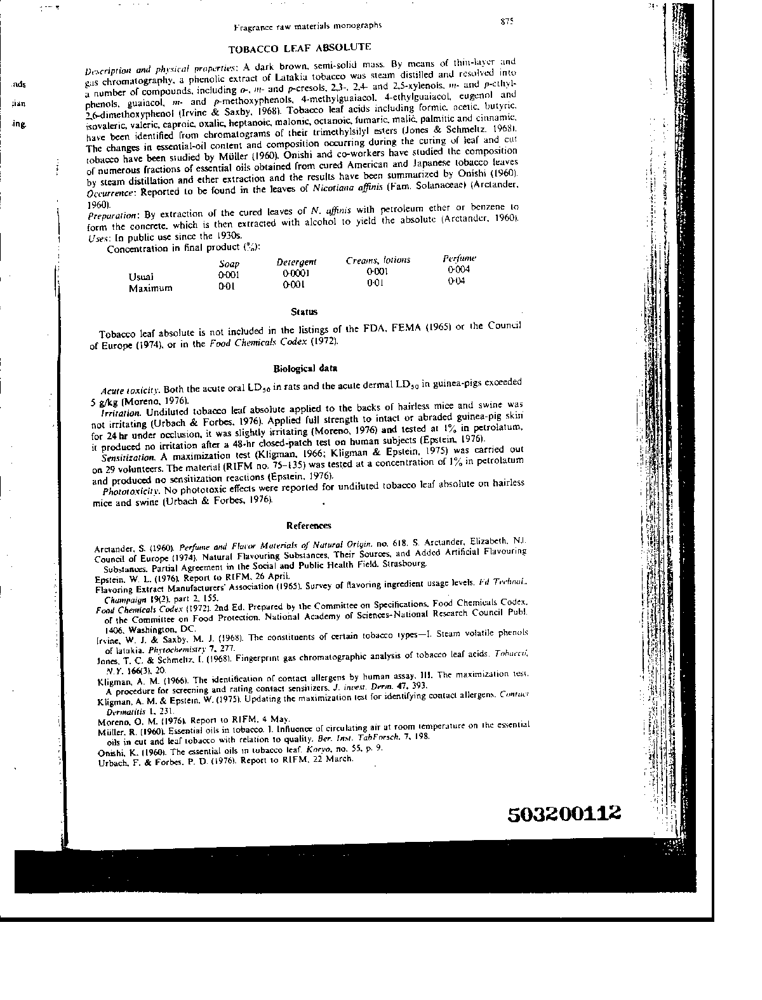 Fragrance raw materials monographs 875
TOBACCO LEAF ABSOLUTE
Description and physical properties: A dark brown, semi-solid mass. By means of thin-layer and
gas chromatography, a phenolic extract of Latakia tobacco was steam distilled and resolved into
a number of compounds, including o-, m- and p-cresols, 2,3-, 2,4- and 2,5-xylenols, m- and p-ethyl-
phenols, guaiacol, m- and p-methoxyphenols, 4-methylguaiacol, 4-ethylguaiacol, eugenol and
2,6-dimethoxyphenol (Irvine & Saxby, 1968). Tobacco leaf acids including formic, acetic, butyric,
isovaleric, valeric, caproic, oxalic, heptanoic, malonic, octanoic, fumaric, malic, palmitic and cinnamic,
have been identified from chromatograms of their trimethylsilyl esters (Jones & Schmeltz, 1968).
The changes in essential-oil content and composition occurring during the curing of leaf and cut
tobacco have been studied by Müller (1960). Onishi and co-workers have studied the composition
of numerous fractions of essential oils obtained from cured American and Japanese tobacco leaves
by steam distillation and ether extraction and the results have been summarized by Onishi (1960).
Occurrence: Reported to be found in the leaves of Nicotiana affinis (Fam. Solanaceae) (Arctander,
1960).
Preparation: By extraction of the cured leaves of N. affinis with petroleum ether or benzene to
form the concrete, which is then extracted with alcohol to yield the absolute (Arctander, 1960).
Uses: In public use since the 1930s.
Concentration in final product (%):
Soap Detergent Creams, lotions Perfume
Usual 0·001 0·0001 0·001 0·004
Maximum 0·01 0·001 0·01 0·04
Status
Tobacco leaf absolute is not included in the listings of the FDA, FEMA (1965) or the Council
of Europe (1974), or in the Food Chemicals Codex (1972).
Biological data
Acute toxicity. Both the acute oral LD50 in rats and the acute dermal LD50 in guinea-pigs exceeded
5 g/kg (Moreno, 1976).
Irritation. Undiluted tobacco leaf absolute applied to the backs of hairless mice and swine was
not irritating (Urbach & Forbes, 1976). Applied full strength to intact or abraded guinea-pig skin
for 24 hr under occlusion, it was slightly irritating (Moreno, 1976) and tested at 1% in petrolatum,
it produced no irritation after a 48-hr closed-patch test on human subjects (Epstein, 1976).
Sensitization. A maximization test (Kligman, 1966; Kligman & Epstein, 1975) was carried out
on 29 volunteers. The material (RIFM no. 75-135) was tested at a concentration of 1% in petrolatum
and produced no sensitization reactions (Epstein, 1976).
Phototoxicity. No phototoxic effects were reported for undiluted tobacco leaf absolute on hairless
mice and swine (Urbach & Forbes, 1976).
References
Arctander, S. (1960). Perfume and Flavor Materials of Natural Origin. no. 618. S. Arctander, Elizabeth, NJ.
Council of Europe (1974). Natural Flavouring Substances, Their Sources, and Added Artificial Flavouring
Substances. Partial Agreement in the Social and Public Health Field. Strasbourg.
Epstein, W. L. (1976). Report to RIFM, 26 April.
Flavoring Extract Manufacturers' Association (1965). Survey of flavoring ingredient usage levels. Fd Technol.,
Champaign 19(2), part 2, 155.
Food Chemicals Codex (1972). 2nd Ed. Prepared by the Committee on Specifications, Food Chemicals Codex,
of the Committee on Food Protection. National Academy of Sciences-National Research Council Publ.
1406, Washington, DC.
Irvine, W. J. & Saxby, M. J. (1968). The constituents of certain tobacco types—I. Steam volatile phenols
of latakia. Phytochemistry 7, 277.
Jones, T. C. & Schmeltz, I. (1968). Fingerprint gas chromatographic analysis of tobacco leaf acids. Tobacco,
N.Y. 166(3), 20.
Kligman, A. M. (1966). The identification of contact allergens by human assay. III. The maximization test.
A procedure for screening and rating contact sensitizers. J. invest. Derm. 47, 393.
Kligman, A. M. & Epstein, W. (1975). Updating the maximization test for identifying contact allergens. Contact
Dermatitis 1, 231.
Moreno, O. M. (1976). Report to RIFM, 4 May.
Müller, R. (1960). Essential oils in tobacco. I. Influence of circulating air at room temperature on the essential
oils in cut and leaf tobacco with relation to quality. Ber. Inst. TabForsch. 7, 198.
Onishi, K. (1960). The essential oils in tobacco leaf. Koryo, no. 55, p. 9.
Urbach, F. & Forbes, P. D. (1976). Report to RIFM, 22 March.
503200112